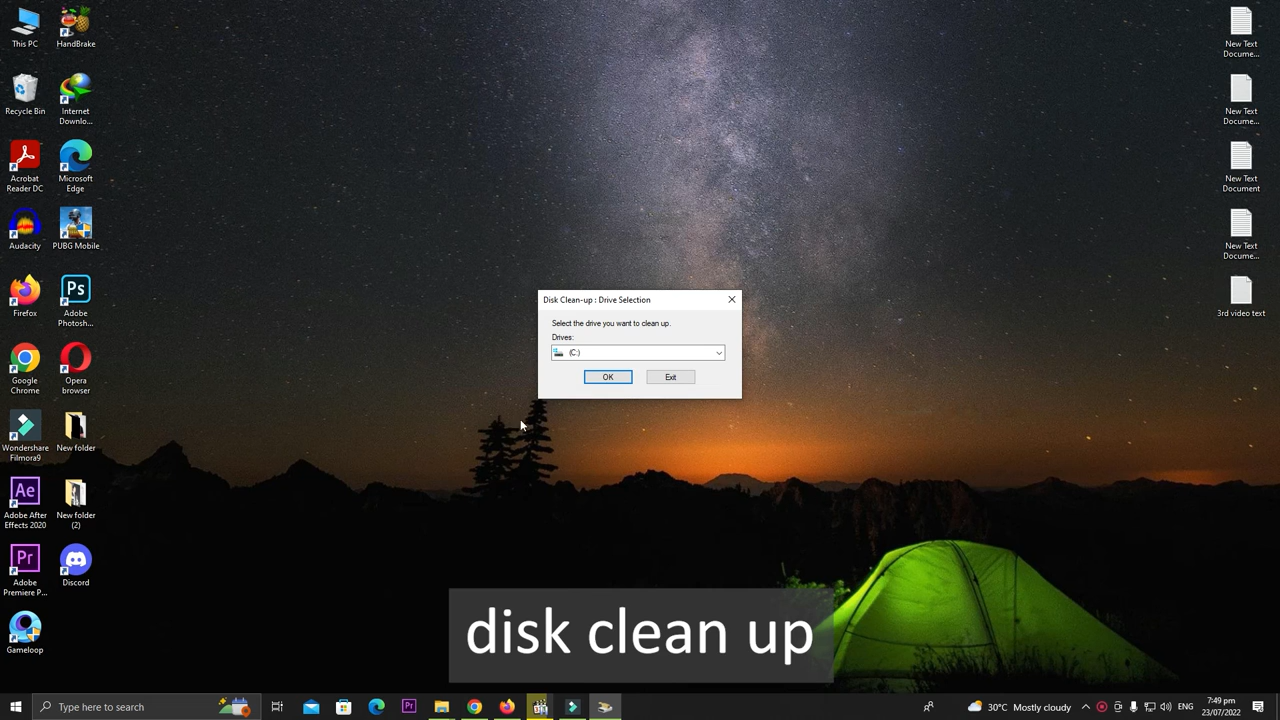 This PC
HandBrake
Recycle Bin
Internet
Downlo...
Acrobat
Reader DC
Microsoft
Edge
Audacity
PUBG Mobile
Firefox
Ps
Adobe
Photosh...
Google
Chrome
Opera
browser
Wondershare
Filmora9
New folder
Ae
Adobe After
Effects 2020
New folder
(2)
Pr
Adobe
Premiere P...
Discord
Gameloop
New Text
Docume...
New Text
Docume...
New Text
Document
New Text
Docume...
3rd video text
Disk Clean-up : Drive Selection
Select the drive you want to clean up.
Drives:
(C:)
OK
Exit
disk clean up
Type here to search
Pr
30°C Mostly cloudy
ENG
7:49 pm
23/07/2022